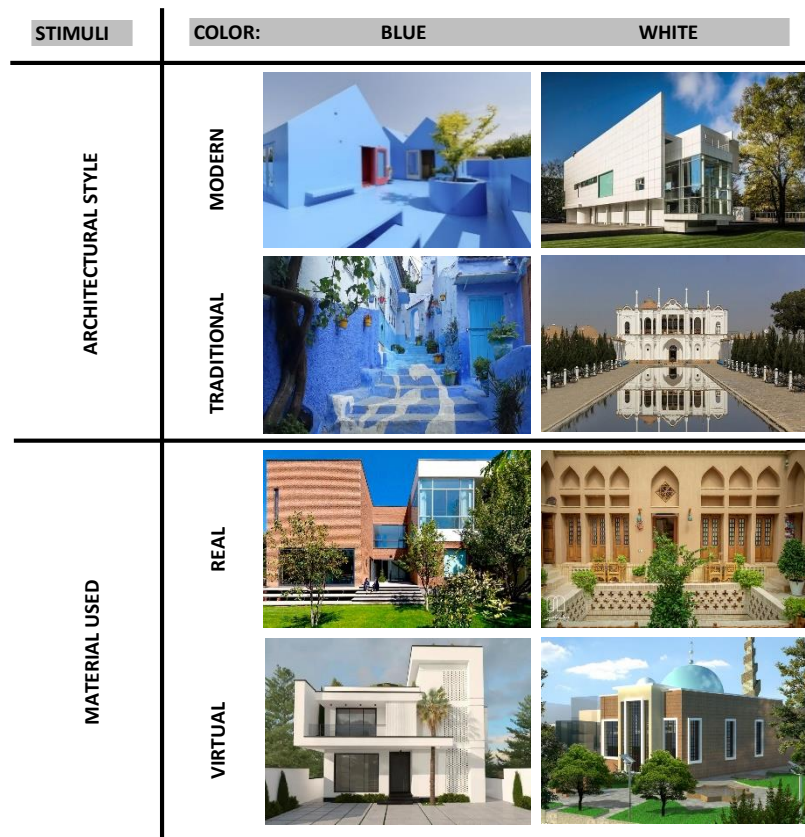 STIMULI
COLOR:
BLUE
WHITE
ARCHITECTURAL STYLE
MODERN
TRADITIONAL
MATERIAL USED
REAL
VIRTUAL